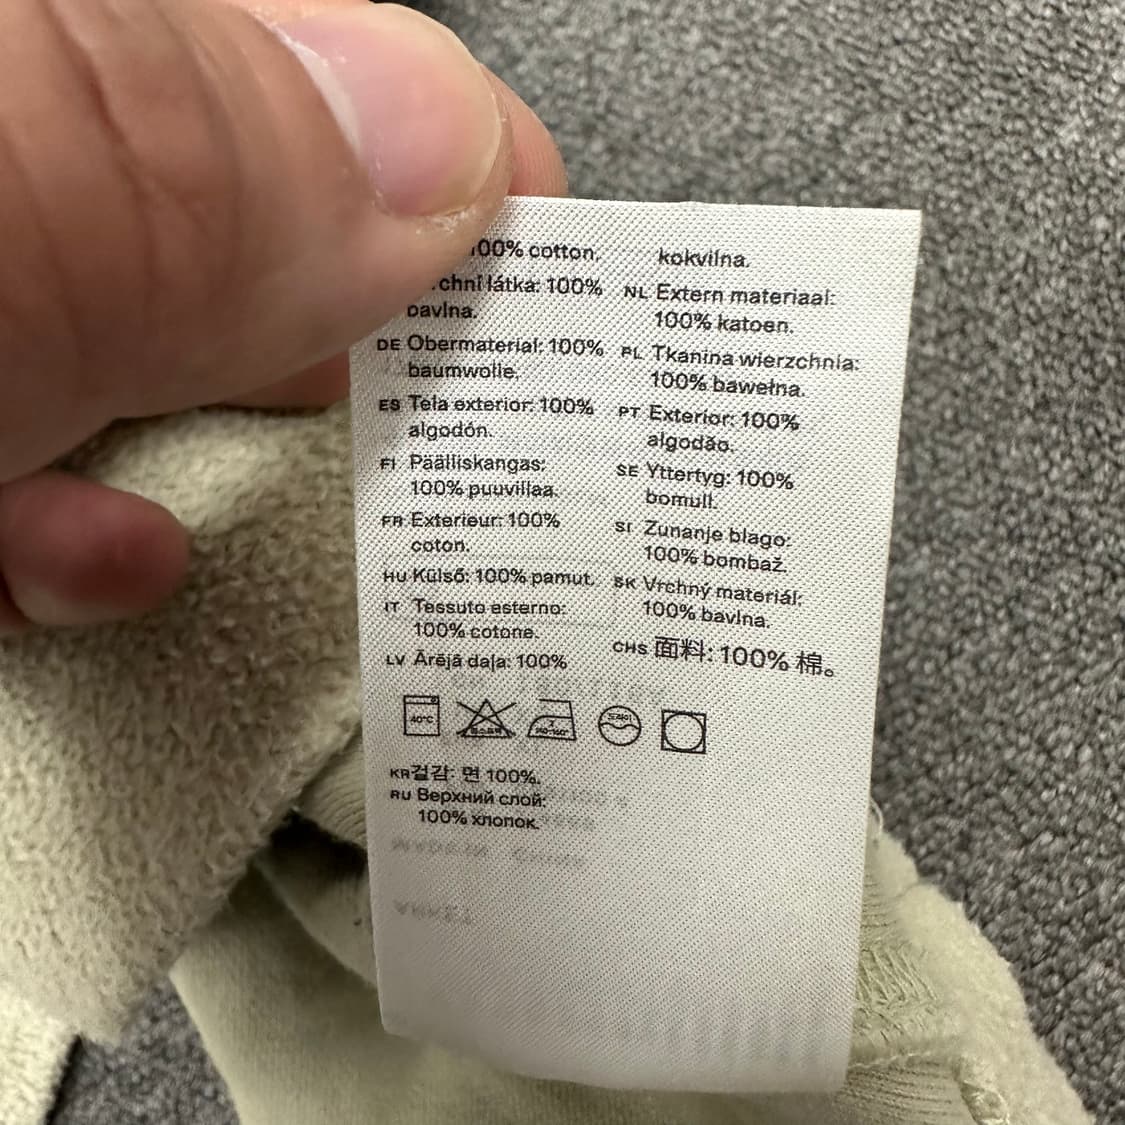 100% cotton.
chní látka: 100%
bavlna.
DE Obermaterial: 100%
baumwolle.
ES Tela exterior: 100%
algodón.
FI Päälliskangas:
100% puuvillaa.
FR Exterieur: 100%
coton.
HU Külső: 100% pamut.
IT Tessuto esterno:
100% cotone.
LV Ārējā daļa: 100%
kokvilna.
NL Extern materiaal:
100% katoen.
PL Tkanina wierzchnia:
100% bawełna.
PT Exterior: 100%
algodão.
SE Yttertyg: 100%
bomull.
SI Zunanje blago:
100% bombaž.
SK Vrchný materiál:
100% bavlna.
CHS 面料: 100% 棉。
40°C
드라이
KR 겉감: 면 100%.
RU Верхний слой:
100% хлопок.